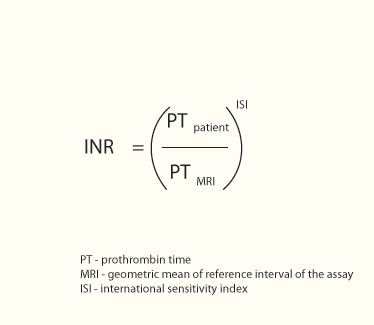 INR = (PT patient / PT MRI) ISI
PT - prothrombin time
MRI - geometric mean of reference interval of the assay
ISI - international sensitivity index